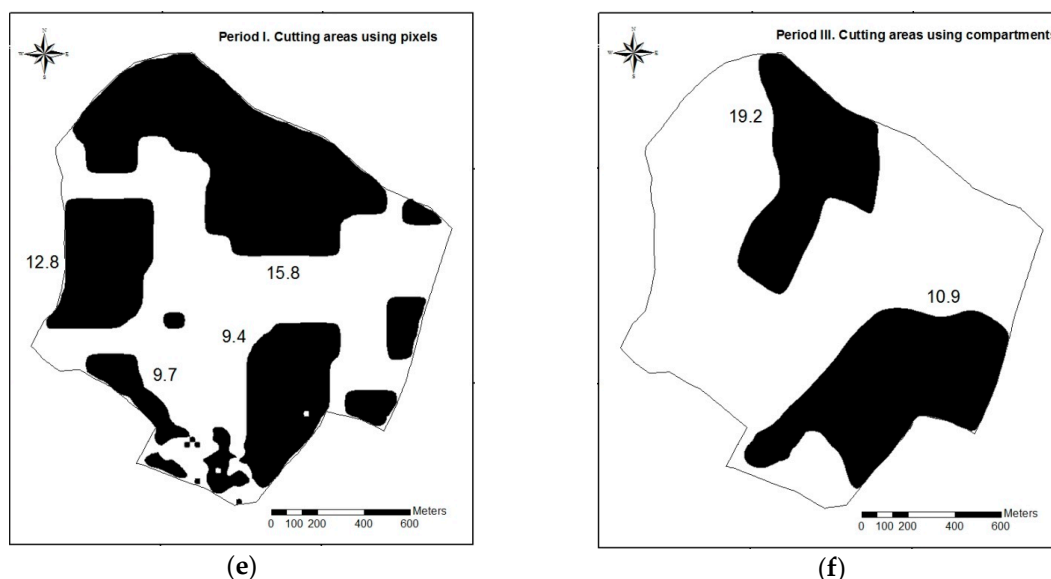 Period I. Cutting areas using pixels
N
W
E
S
12.8
15.8
9.4
9.7
Meters
0 100 200 400 600
(e)
Period III. Cutting areas using compartments
N
W
E
S
19.2
10.9
Meters
0 100 200 400 600
(f)